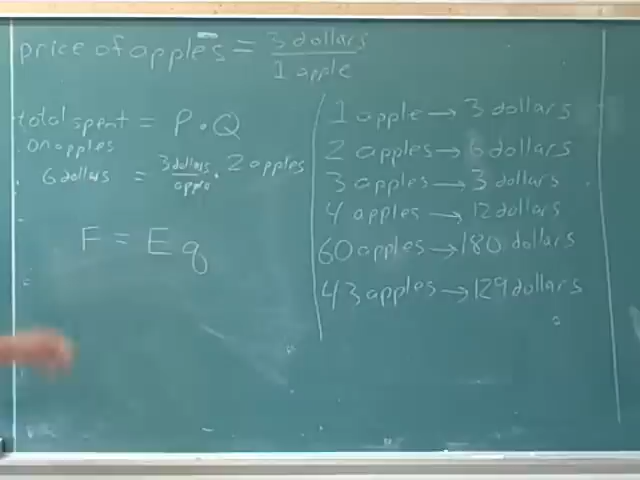 price of apples = 3 dollars / 1 apple
total spent on apples = P · Q
6 dollars = 3 dollars / apple · 2 apples
F = Eq
1 apple → 3 dollars
2 apples → 6 dollars
3 apples → 3 dollars
4 apples → 12 dollars
60 apples → 180 dollars
43 apples → 129 dollars